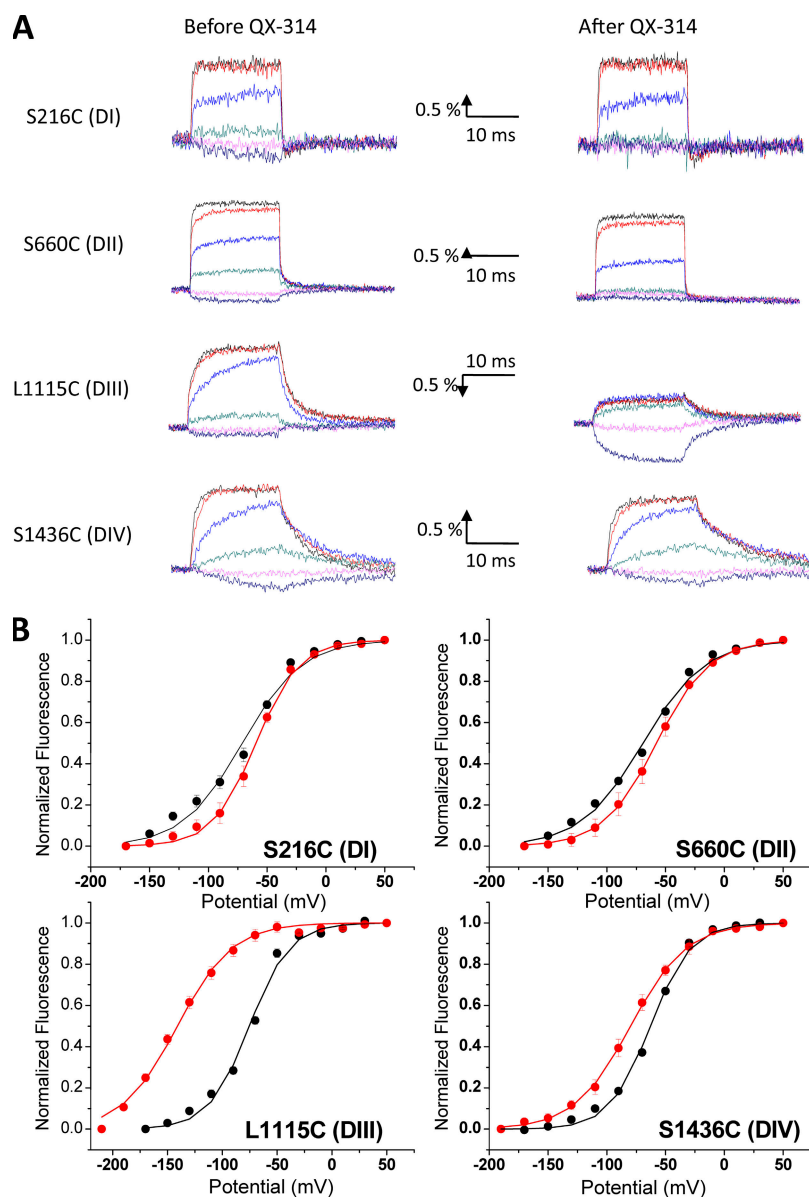 A
Before QX-314
After QX-314
S216C (DI)
0.5 %
10 ms
S660C (DII)
0.5 %
10 ms
L1115C (DIII)
10 ms
0.5 %
S1436C (DIV)
0.5 %
10 ms
B
Normalized Fluorescence
1.0
0.8
0.6
0.4
0.2
0.0
S216C (DI)
-200 -150 -100 -50 0 50
Potential (mV)
Normalized Fluorescence
1.0
0.8
0.6
0.4
0.2
0.0
S660C (DII)
-200 -150 -100 -50 0 50
Potential (mV)
Normalized Fluorescence
1.0
0.8
0.6
0.4
0.2
0.0
L1115C (DIII)
-200 -150 -100 -50 0 50
Potential (mV)
Normalized Fluorescence
1.0
0.8
0.6
0.4
0.2
0.0
S1436C (DIV)
-200 -150 -100 -50 0 50
Potential (mV)